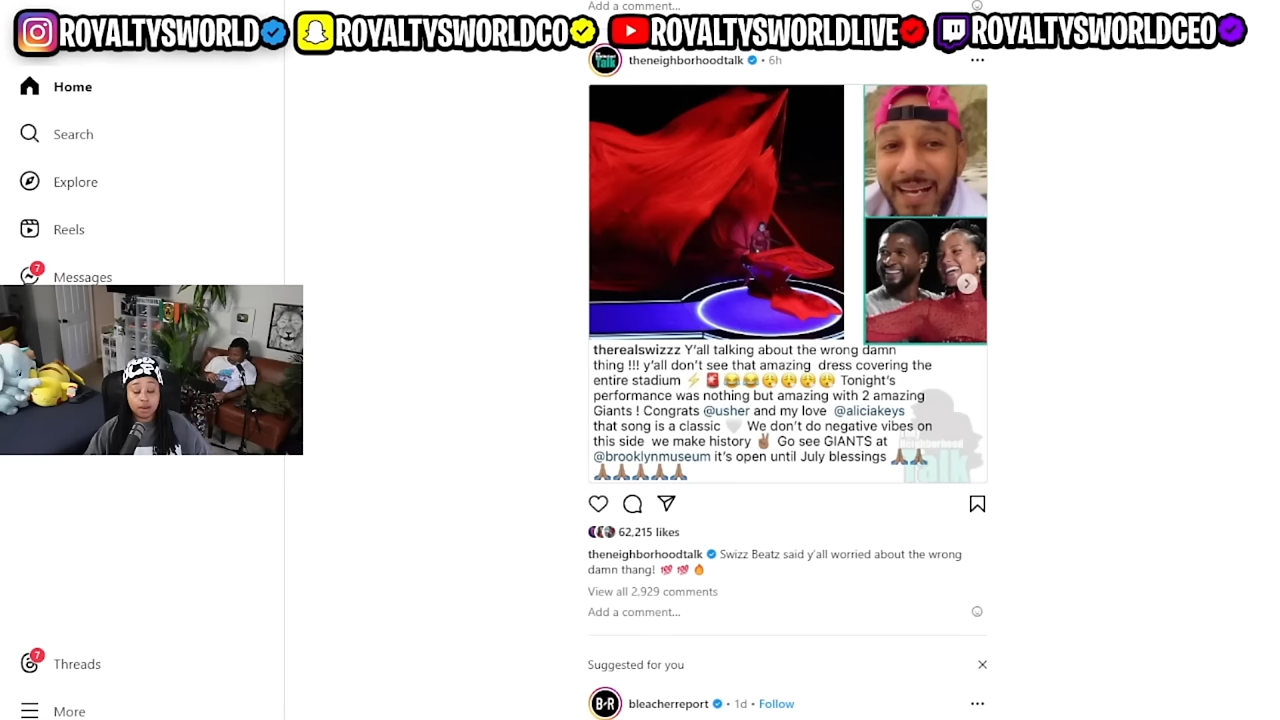 Add a comment...
ROYALTYSWORLD
ROYALTYSWORLDCO
ROYALTYSWORLDLIVE
ROYALTYSWORLDCEO
Talk
theneighborhoodtalk • 6h
Home
Search
Explore
Reels
7
Messages
therealswizzz Y'all talking about the wrong damn
thing !!! y'all don't see that amazing dress covering the
entire stadium ⚡🚨😂😂😮‍💨😮‍💨😮‍💨😮‍💨 Tonight's
performance was nothing but amazing with 2 amazing
Giants ! Congrats @usher and my love @aliciakeys
that song is a classic 🤍 We don't do negative vibes on
this side we make history ✌🏾 Go see GIANTS at
@brooklynmuseum it's open until July blessings 🙏🏾🙏🏾
🙏🏾🙏🏾🙏🏾🙏🏾🙏🏾
The Neighborhood
Talk
62,215 likes
theneighborhoodtalk Swizz Beatz said y'all worried about the wrong
damn thang! 💯 💯 🔥
View all 2,929 comments
Add a comment...
Suggested for you
7
Threads
B/R
bleacherreport • 1d • Follow
More